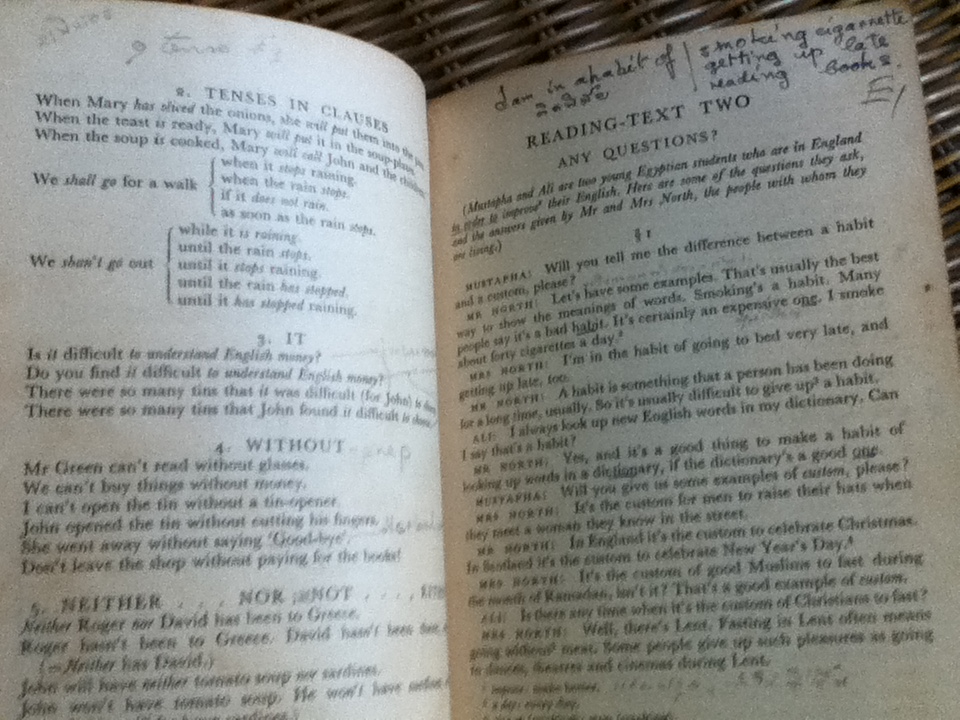 9 tense
2. TENSES IN CLAUSES
When Mary has sliced the onions, she will put them into the
When the toast is ready, Mary will put it in the soup-plates.
When the soup is cooked, Mary will call John and the children
We shall go for a walk
when it stops raining.
when the rain stops.
if it does not rain.
as soon as the rain stops.
We shan't go out
while it is raining.
until the rain stops.
until it stops raining.
until the rain has stopped.
until it has stopped raining.
3. IT
Is it difficult to understand English money?
Do you find it difficult to understand English money?
There were so many tins that it was difficult (for John) to
There were so many tins that John found it difficult to
4. WITHOUT
Mr Green can't read without glasses.
We can't buy things without money.
I can't open the tin without a tin-opener.
John opened the tin without cutting his fingers.
She went away without saying 'Good-bye'.
Don't leave the shop without paying for the books!
5. NEITHER . . . NOR; NOT . . . ,
Neither Roger nor David has been to Greece.
Roger hasn't been to Greece. David hasn't been
(= Neither has David.)
John will have neither tomato soup nor sardines.
John won't have tomato soup. He won't have
I am in a habit of
smoking cigarrette
getting up late
reading books.
E/
READING-TEXT TWO
ANY QUESTIONS?
(Mustapha and Ali are two young Egyptian students who are in England
in order to improve¹ their English. Here are some of the questions they ask,
and the answers given by Mr and Mrs North, the people with whom they
are living.)
§ 1
MUSTAPHA: Will you tell me the difference between a habit
and a custom, please?
MR NORTH: Let's have some examples. That's usually the best
way to show the meanings of words. Smoking's a habit. Many
people say it's a bad habit. It's certainly an expensive one. I smoke
about forty cigarettes a day.²
MRS NORTH: I'm in the habit of going to bed very late, and
getting up late, too.
MR NORTH: A habit is something that a person has been doing
for a long time, usually. So it's usually difficult to give up³ a habit.
ALI: I always look up new English words in my dictionary. Can
I say that's a habit?
MR NORTH: Yes, and it's a good thing to make a habit of
looking up words in a dictionary, if the dictionary's a good one.
MUSTAPHA: Will you give us some examples of custom, please?
MRS NORTH: It's the custom for men to raise their hats when
they meet a woman they know in the street.
MR NORTH: In England it's the custom to celebrate Christmas.
In Scotland it's the custom to celebrate New Year's Day.⁴
MRS NORTH: It's the custom of good Muslims to fast during
the month of Ramadan, isn't it? That's a good example of custom.
ALI: Is there any time when it's the custom of Christians to fast?
MRS NORTH: Well, there's Lent. Fasting in Lent often means
going without meat. Some people give up such pleasures as going
to dances, theatres and cinemas during Lent.
¹ improve: make better.
² a day: every day.